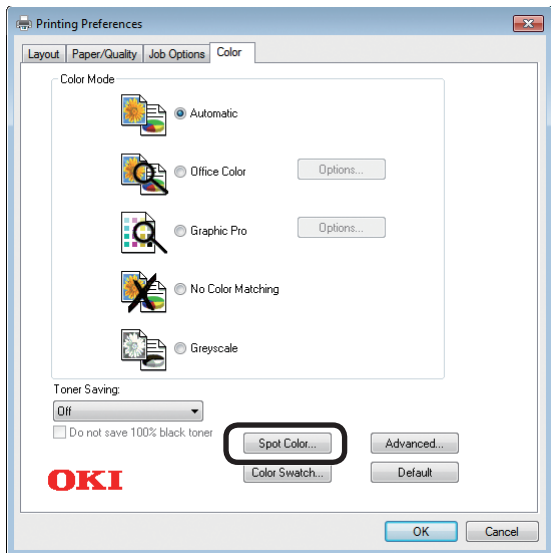 Printing Preferences
Layout Paper/Quality Job Options Color
Color Mode
Automatic
Office Color Options...
Graphic Pro Options...
No Color Matching
Greyscale
Toner Saving:
Off
Do not save 100% black toner
Spot Color... Advanced...
OKI
Color Swatch... Default
OK Cancel